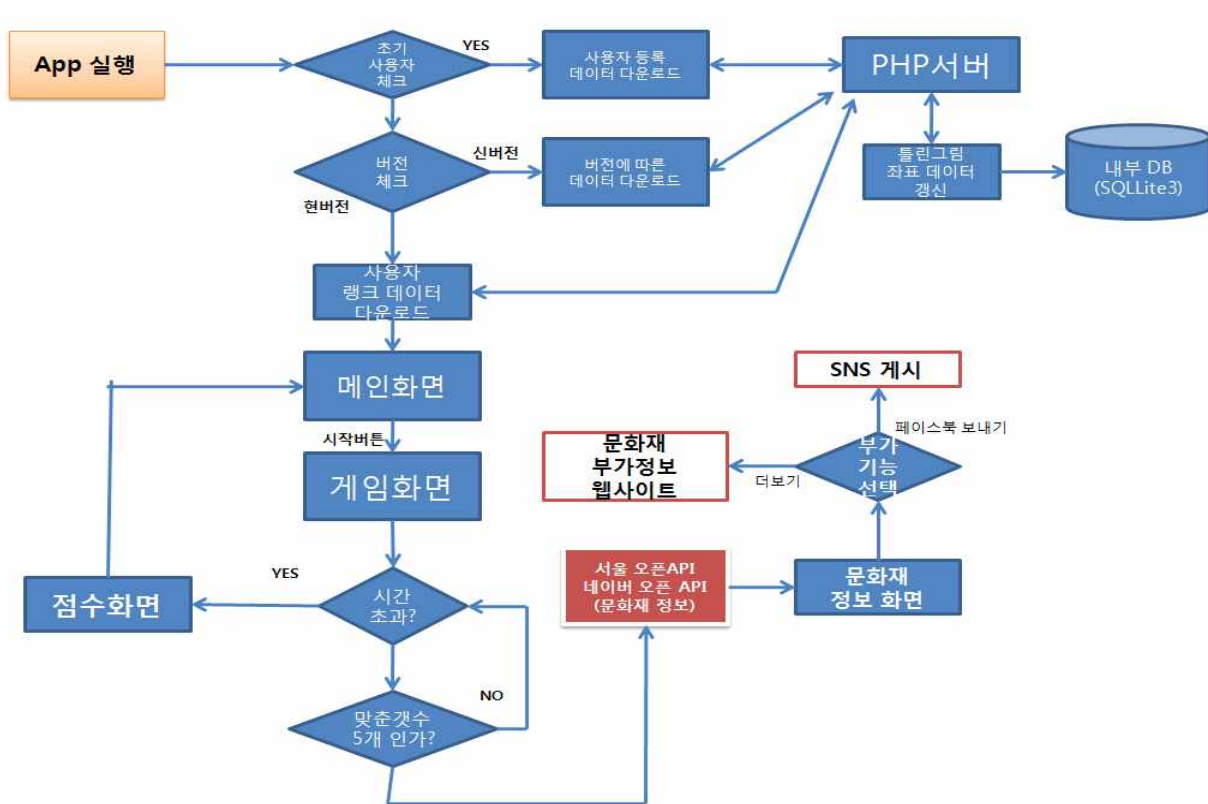 App 실행
초기
사용자
체크
YES
사용자 등록
데이터 다운로드
PHP서버
버전
체크
신버전
버전에 따른
데이터 다운로드
틀린그림
좌표 데이터
갱신
내부 DB
(SQLLite3)
현버전
사용자
랭크 데이터
다운로드
메인화면
시작버튼
게임화면
SNS 게시
페이스북 보내기
부가
기능
선택
더보기
문화재
부가정보
웹사이트
서울 오픈API
네이버 오픈 API
(문화재 정보)
문화재
정보 화면
YES
시간
초과?
점수화면
NO
맞춘갯수
5개 인가?